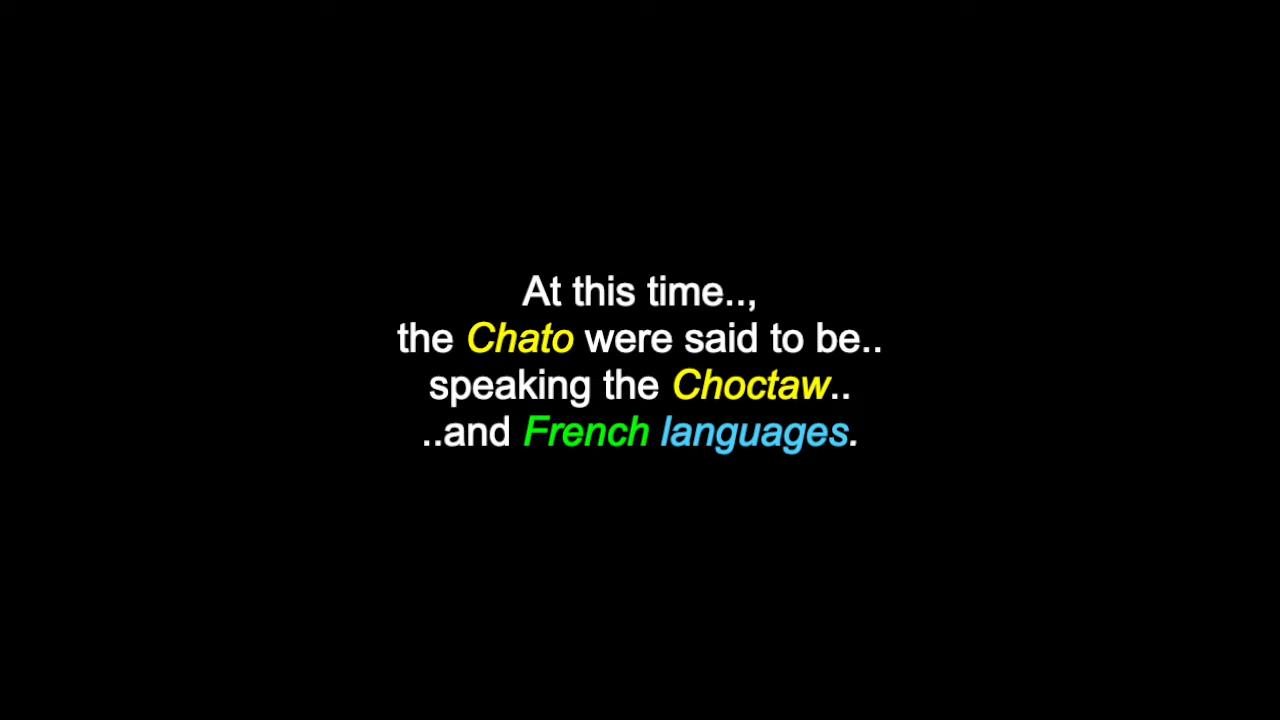 At this time..,
the Chato were said to be..
speaking the Choctaw..
..and French languages.